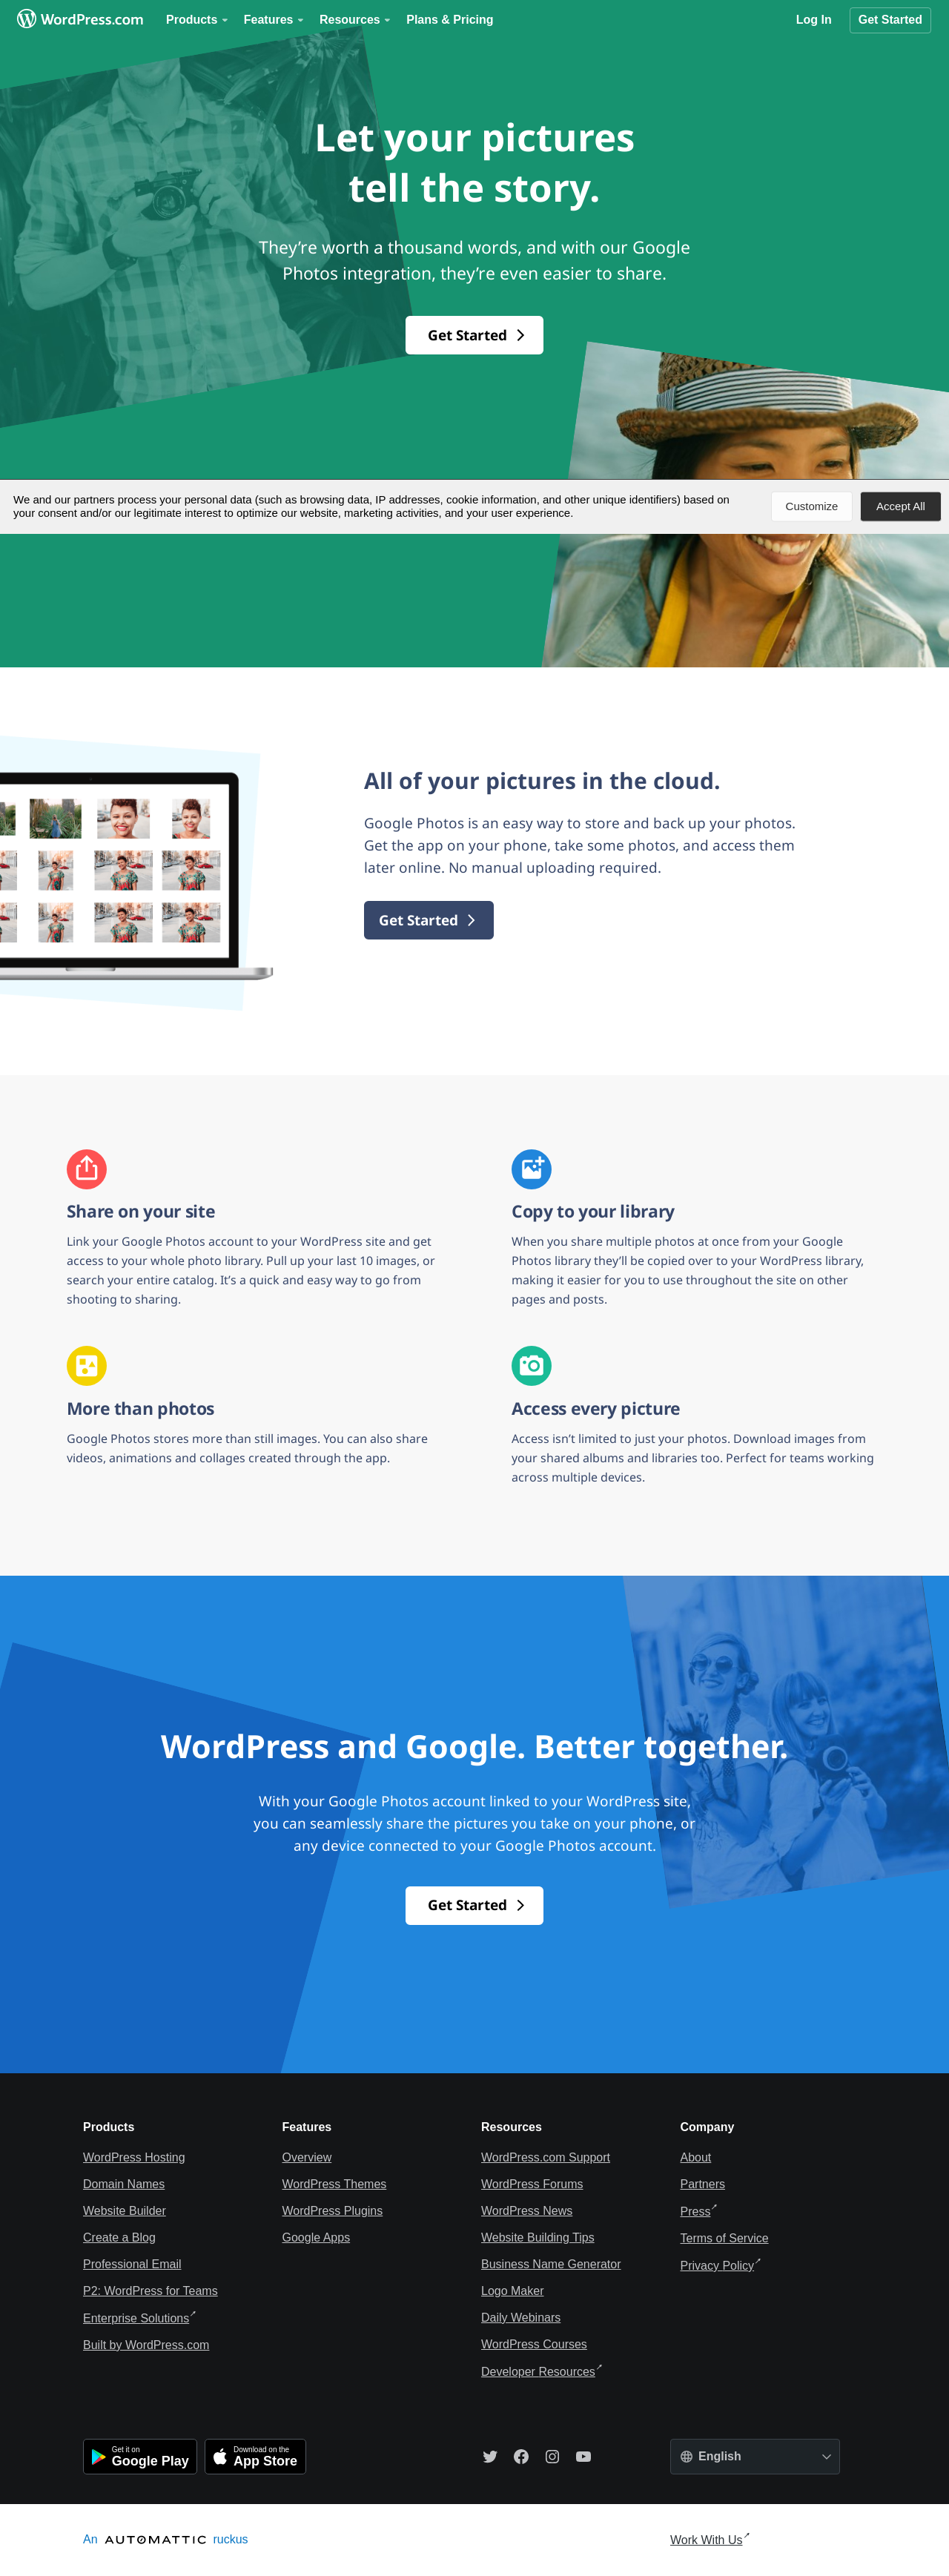 WordPress.com Products Features Resources Plans & Pricing Log In Get Started
Let your pictures
tell the story.
They’re worth a thousand words, and with our Google
Photos integration, they’re even easier to share.
Get Started
We and our partners process your personal data (such as browsing data, IP addresses, cookie information, and other unique identifiers) based on
your consent and/or our legitimate interest to optimize our website, marketing activities, and your user experience.
Customize
Accept All
All of your pictures in the cloud.
Google Photos is an easy way to store and back up your photos.
Get the app on your phone, take some photos, and access them
later online. No manual uploading required.
Get Started
Share on your site
Link your Google Photos account to your WordPress site and get
access to your whole photo library. Pull up your last 10 images, or
search your entire catalog. It’s a quick and easy way to go from
shooting to sharing.
Copy to your library
When you share multiple photos at once from your Google
Photos library they’ll be copied over to your WordPress library,
making it easier for you to use throughout the site on other
pages and posts.
More than photos
Google Photos stores more than still images. You can also share
videos, animations and collages created through the app.
Access every picture
Access isn’t limited to just your photos. Download images from
your shared albums and libraries too. Perfect for teams working
across multiple devices.
WordPress and Google. Better together.
With your Google Photos account linked to your WordPress site,
you can seamlessly share the pictures you take on your phone, or
any device connected to your Google Photos account.
Get Started
Products
WordPress Hosting
Domain Names
Website Builder
Create a Blog
Professional Email
P2: WordPress for Teams
Enterprise Solutions
Built by WordPress.com
Features
Overview
WordPress Themes
WordPress Plugins
Google Apps
Resources
WordPress.com Support
WordPress Forums
WordPress News
Website Building Tips
Business Name Generator
Logo Maker
Daily Webinars
WordPress Courses
Developer Resources
Company
About
Partners
Press
Terms of Service
Privacy Policy
Get it on
Google Play
Download on the
App Store
English
An AUTOMATTIC ruckus
Work With Us